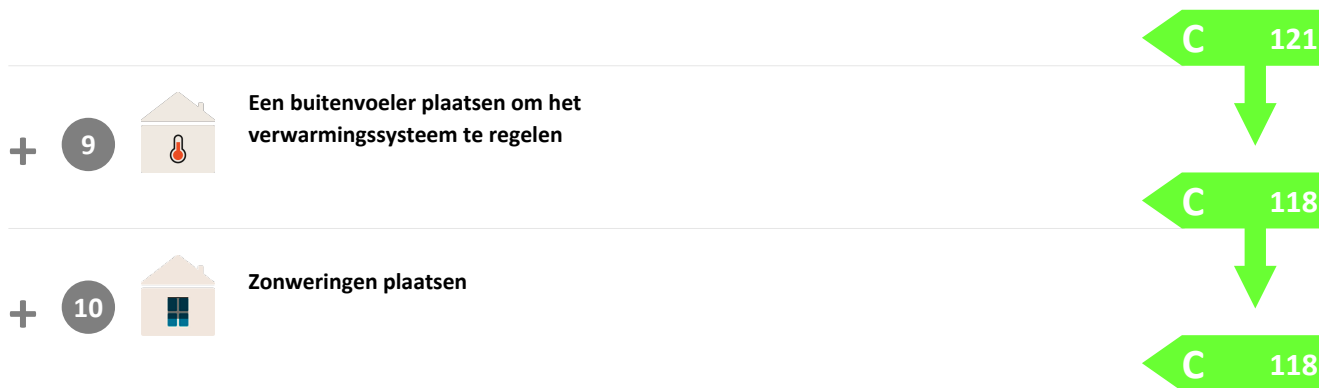 C 121
Een buitenvoeler plaatsen om het
verwarmingssysteem te regelen
+ 9
C 118
Zonweringen plaatsen
+ 10
C 118